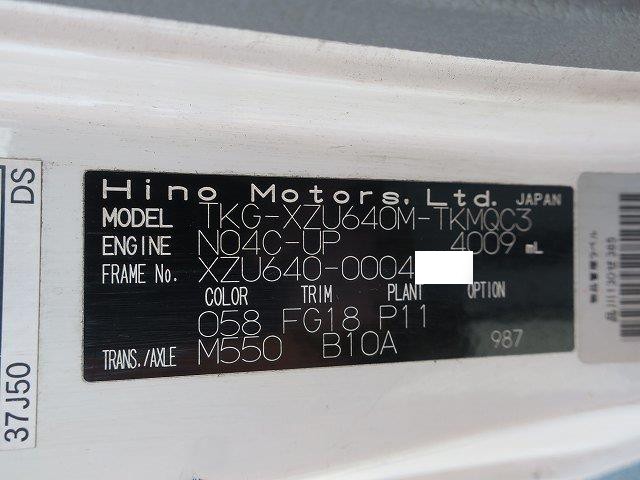 Hino Motors, Ltd. JAPAN
MODEL TKG-XZU640M-TKMQC3
ENGINE N04C-UP 4009 mL
FRAME No. XZU640-0004
COLOR TRIM PLANT OPTION
058 FG18 P11
TRANS./AXLE M550 B10A 987
DS
37J50